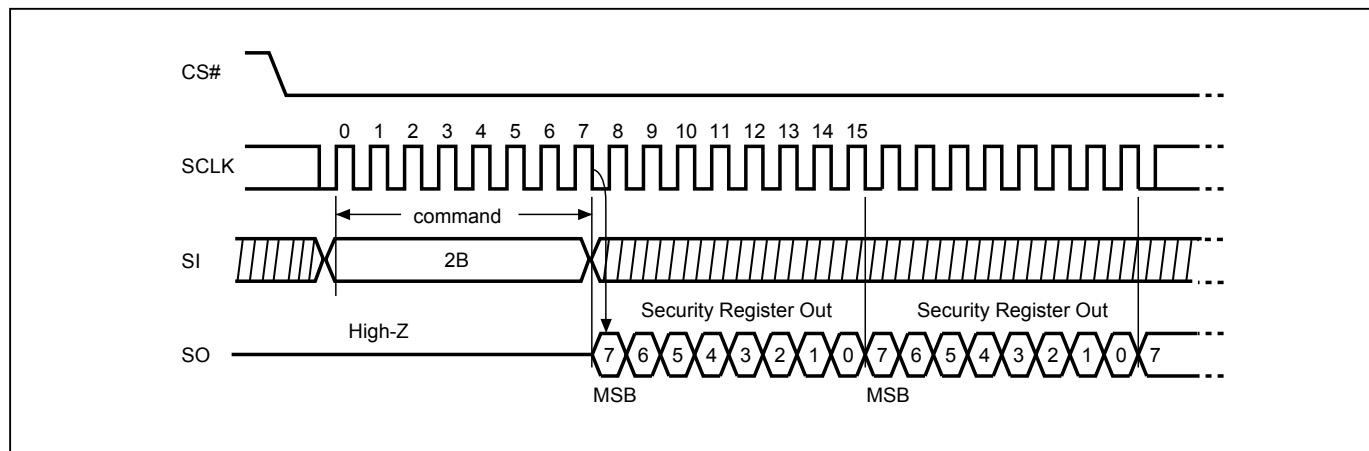 CS#
0 1 2 3 4 5 6 7 8 9 10 11 12 13 14 15
SCLK
command
SI 2B
Security Register Out Security Register Out
High-Z
SO 7 6 5 4 3 2 1 0 7 6 5 4 3 2 1 0 7
MSB MSB